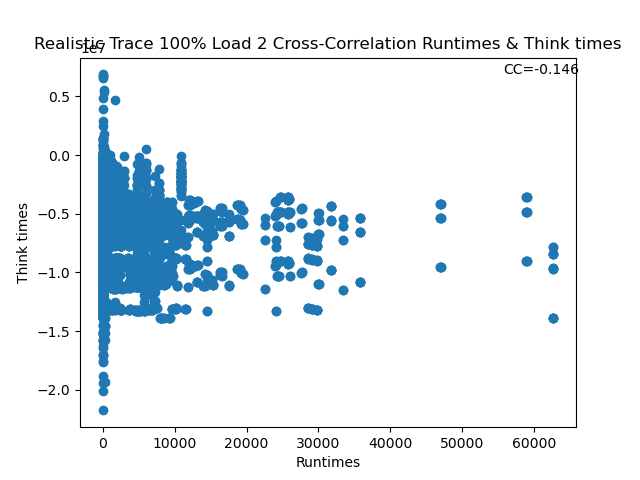 Realistic Trace 100% Load 2 Cross-Correlation Runtimes & Think times
1e7
CC=-0.146
0.5
0.0
−0.5
−1.0
−1.5
−2.0
Think times
0 10000 20000 30000 40000 50000 60000
Runtimes